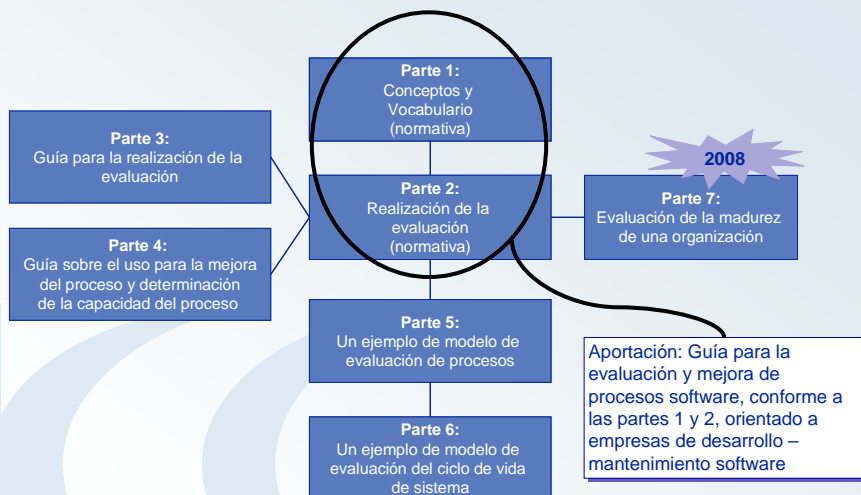 Parte 1:
Conceptos y
Vocabulario
(normativa)
Parte 3:
Guía para la realización de la
evaluación
2008
Parte 2:
Realización de la
evaluación
(normativa)
Parte 7:
Evaluación de la madurez
de una organización
Parte 4:
Guía sobre el uso para la mejora
del proceso y determinación
de la capacidad del proceso
Parte 5:
Un ejemplo de modelo de
evaluación de procesos
Aportación: Guía para la
evaluación y mejora de
procesos software, conforme a
las partes 1 y 2, orientado a
empresas de desarrollo –
mantenimiento software
Parte 6:
Un ejemplo de modelo de
evaluación del ciclo de vida
de sistema